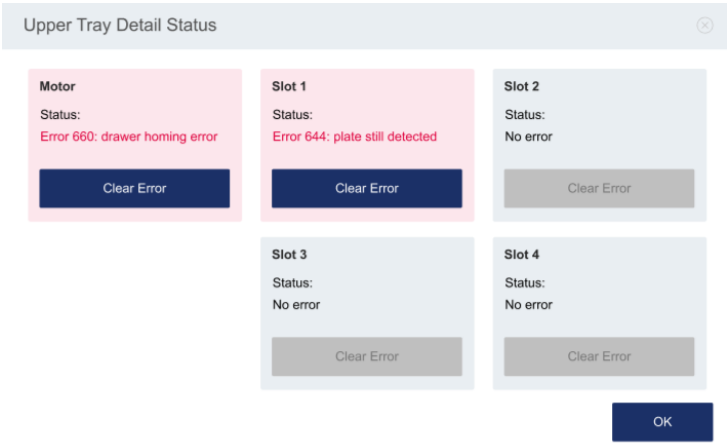 Upper Tray Detail Status
Motor
Status:
Error 660: drawer homing error
Clear Error
Slot 1
Status:
Error 644: plate still detected
Clear Error
Slot 2
Status:
No error
Clear Error
Slot 3
Status:
No error
Clear Error
Slot 4
Status:
No error
Clear Error
OK